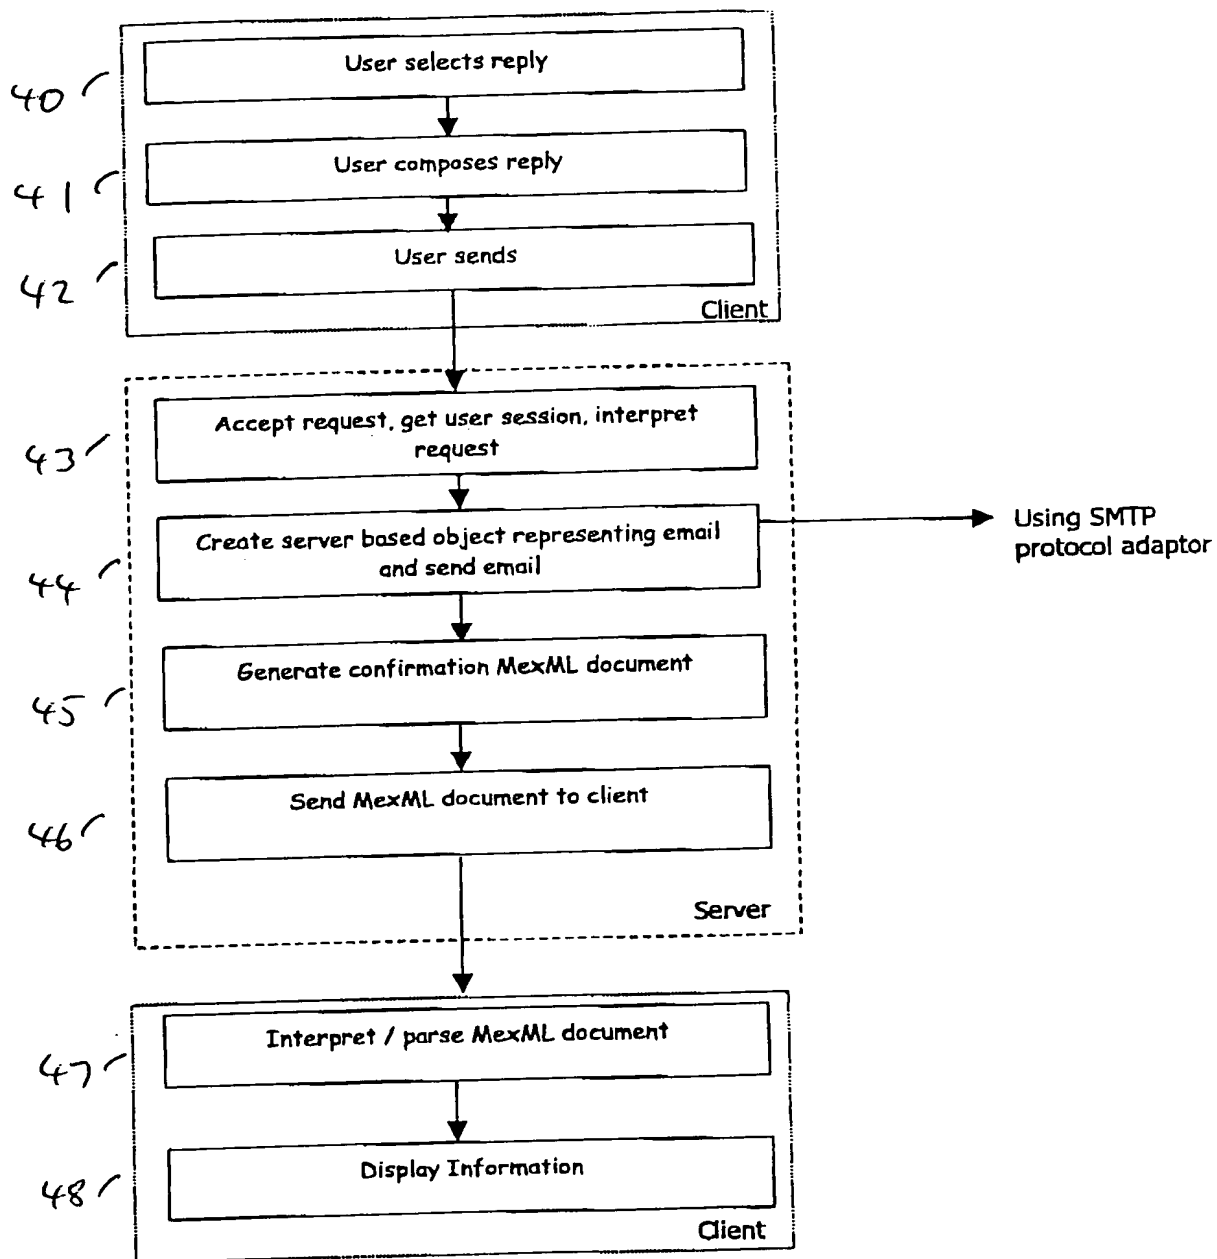 40
User selects reply
41
User composes reply
42
User sends
Client
43
Accept request, get user session, interpret
request
44
Create server based object representing email
and send email
Using SMTP
protocol adaptor
45
Generate confirmation MexML document
46
Send MexML document to client
Server
47
Interpret / parse MexML document
48
Display Information
Client